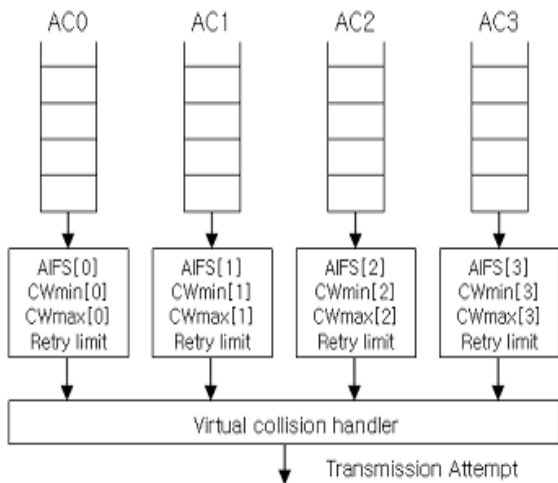 AC0 AC1 AC2 AC3
AIFS[0] AIFS[1] AIFS[2] AIFS[3]
CWmin[0] CWmin[1] CWmin[2] CWmin[3]
CWmax[0] CWmax[1] CWmax[2] CWmax[3]
Retry limit Retry limit Retry limit Retry limit
Virtual collision handler
Transmission Attempt